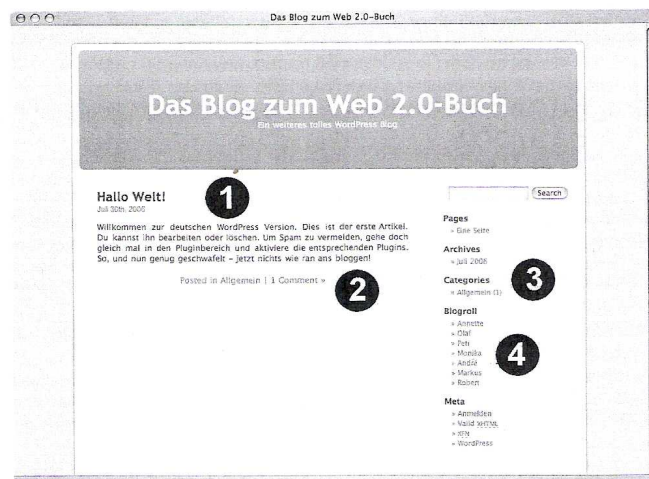 Das Blog zum Web 2.0-Buch
Das Blog zum Web 2.0-Buch
Ein weiteres tolles WordPress Blog
Hallo Welt!
1
Juli 30th, 2006
Willkommen zur deutschen WordPress Version. Dies ist der erste Artikel.
Du kannst ihn bearbeiten oder löschen. Um Spam zu vermeiden, gehe doch
gleich mal in den Pluginbereich und aktiviere die entsprechenden Plugins.
So, und nun genug geschwafelt – jetzt nichts wie ran ans bloggen!
Posted in Allgemein | 1 Comment »
2
Search
Pages
» Eine Seite
Archives
» Juli 2006
Categories
» Allgemein (1)
3
Blogroll
» Annette
» Olaf
» Peti
» Monika
» André
» Markus
» Robert
4
Meta
» Anmelden
» Valid XHTML
» XFN
» WordPress